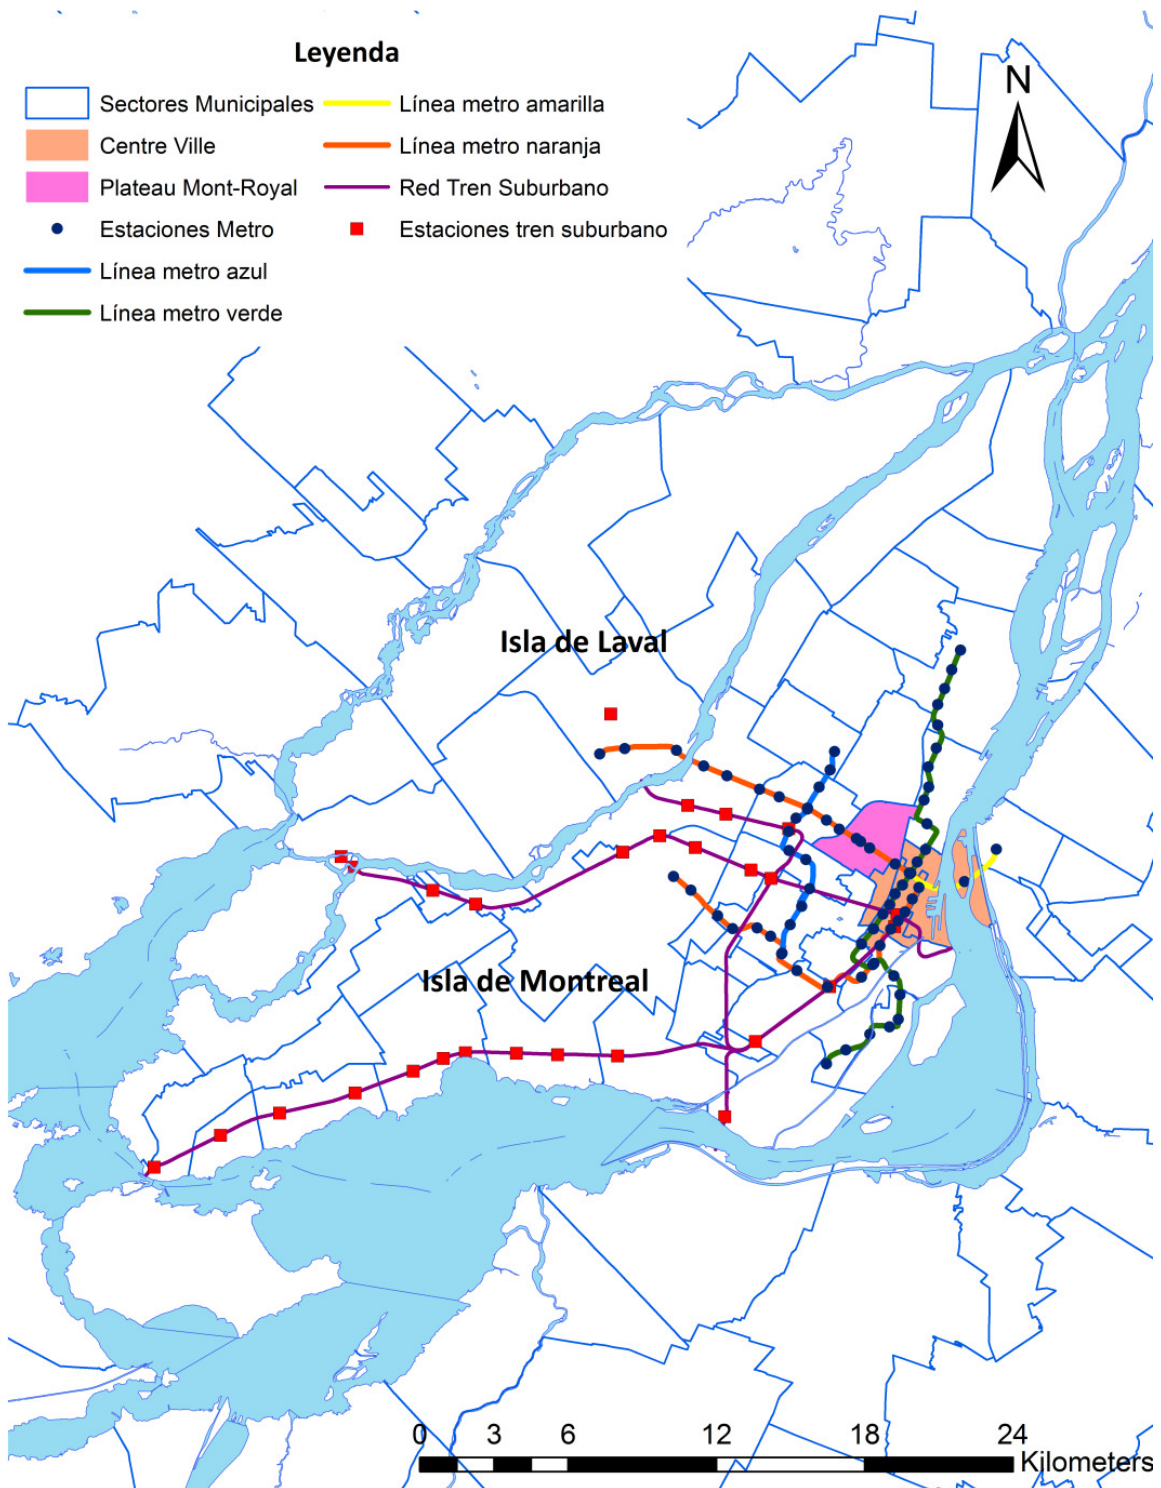 Leyenda
Sectores Municipales
Centre Ville
Plateau Mont-Royal
Estaciones Metro
Línea metro azul
Línea metro verde
Línea metro amarilla
Línea metro naranja
Red Tren Suburbano
Estaciones tren suburbano
N
Isla de Laval
Isla de Montreal
0 3 6 12 18 24
Kilometers